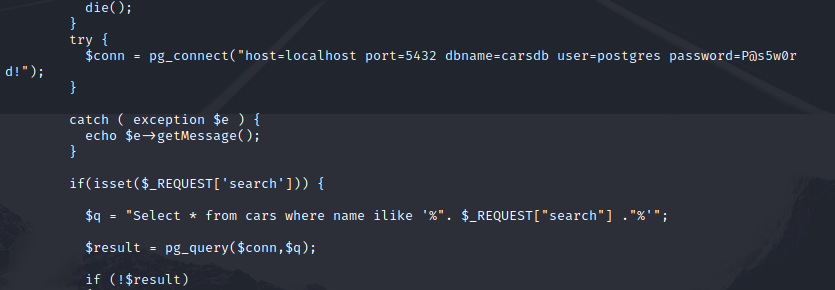 die();
}
try {
$conn = pg_connect("host=localhost port=5432 dbname=carsdb user=postgres password=P@s5w0r
d!");
}
catch ( exception $e ) {
echo $e→getMessage();
}
if(isset($_REQUEST['search'])) {
$q = "Select * from cars where name ilike '%". $_REQUEST["search"] ."%'";
$result = pg_query($conn,$q);
if (!$result)